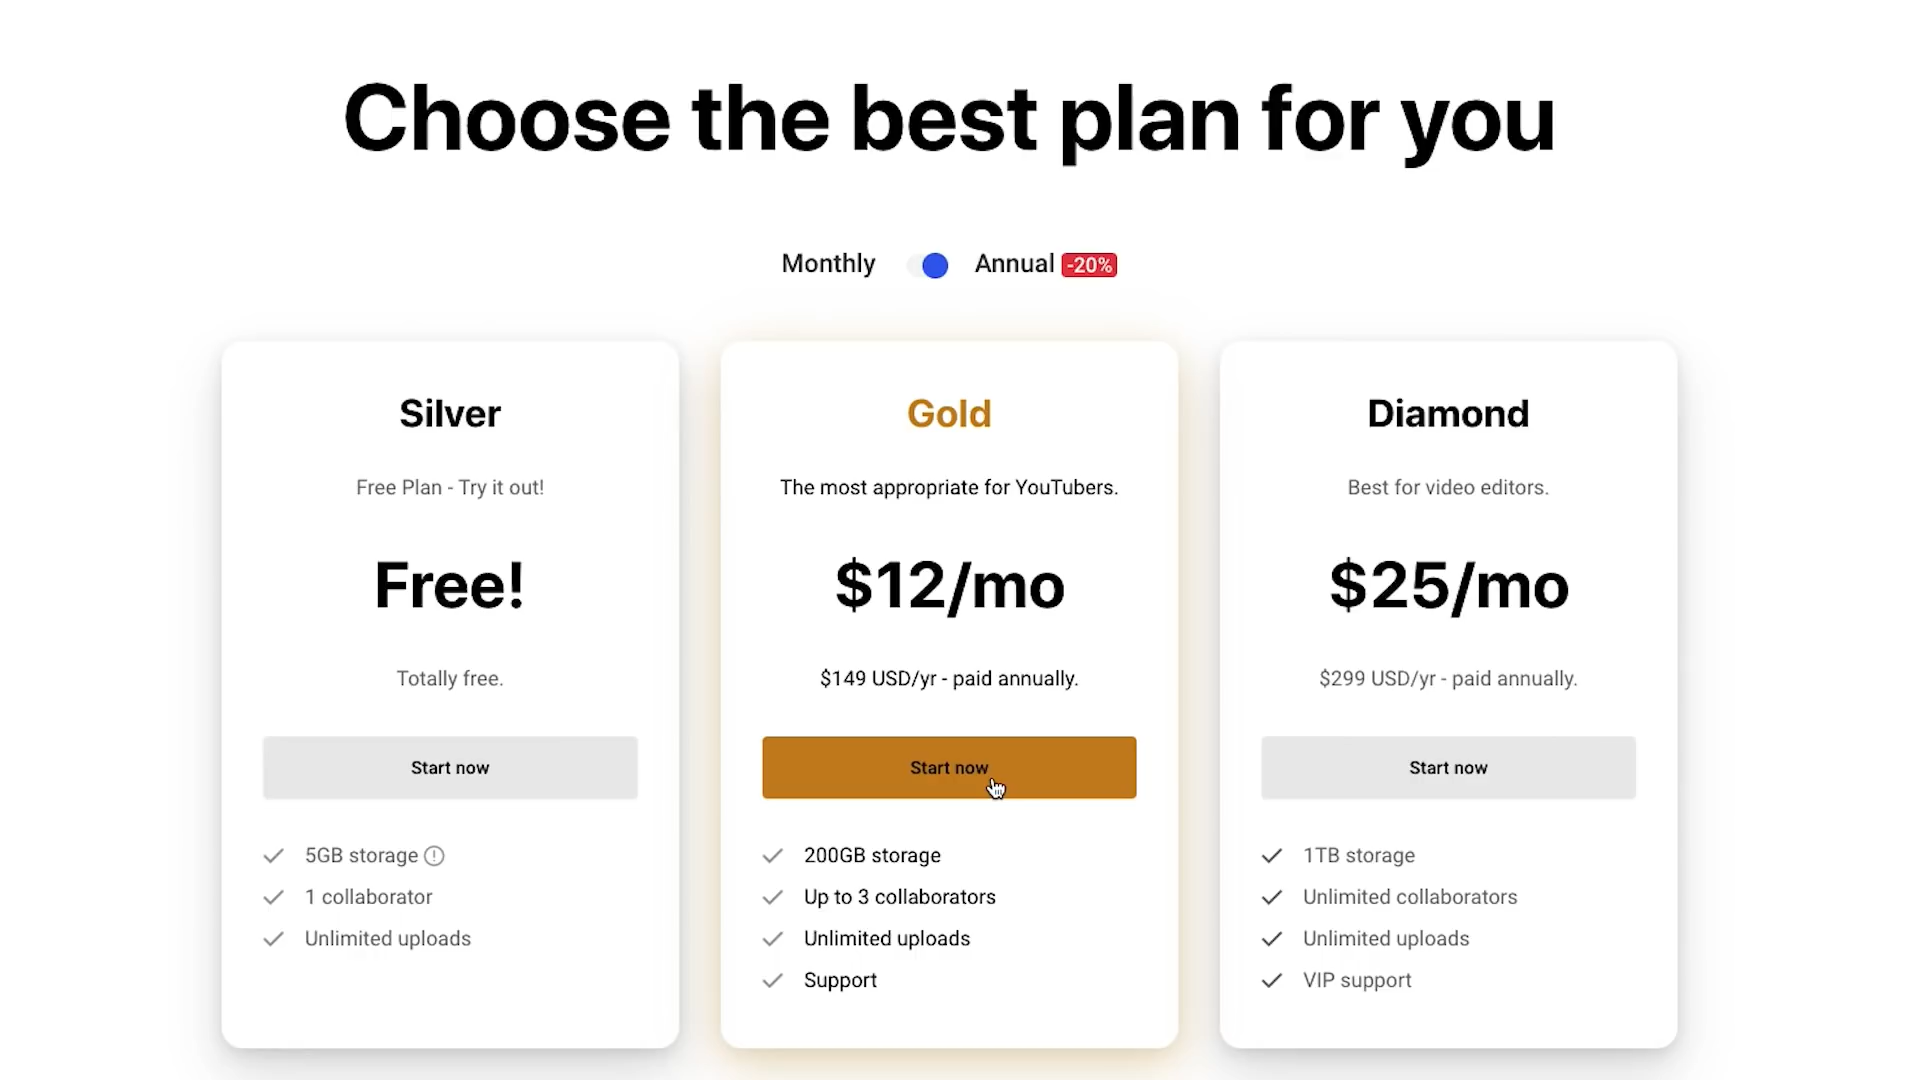 Choose the best plan for you
Monthly Annual -20%
Silver
Free Plan - Try it out!
Free!
Totally free.
Start now
5GB storage
1 collaborator
Unlimited uploads
Gold
The most appropriate for YouTubers.
$12/mo
$149 USD/yr - paid annually.
Start now
200GB storage
Up to 3 collaborators
Unlimited uploads
Support
Diamond
Best for video editors.
$25/mo
$299 USD/yr - paid annually.
Start now
1TB storage
Unlimited collaborators
Unlimited uploads
VIP support